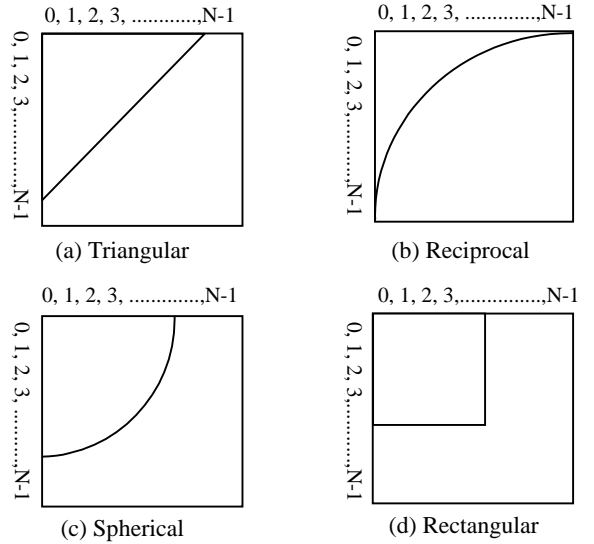 0, 1, 2, 3, .............,N-1
0, 1, 2, 3,..............,N-1
(a) Triangular
0, 1, 2, 3, .............,N-1
0, 1, 2, 3,..............,N-1
(b) Reciprocal
0, 1, 2, 3, ..............,N-1
0, 1, 2, 3, ............,N-1
(c) Spherical
0, 1, 2, 3,................,N-1
0, 1, 2, 3..............,N-1
(d) Rectangular